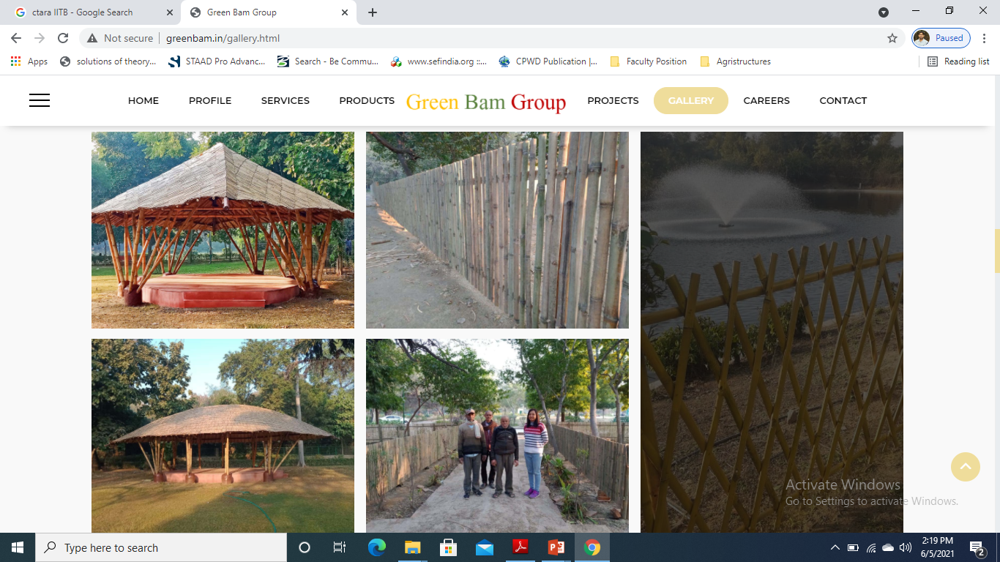 ctara IITB - Google Search
Green Bam Group
Not secure
greenbam.in/gallery.html
Paused
Apps
solutions of theory...
STAAD Pro Advanc...
Search - Be Commu...
www.sefindia.org ::...
CPWD Publication |...
Faculty Position
Agristructures
Reading list
HOME PROFILE SERVICES PRODUCTS Green Bam Group PROJECTS GALLERY CAREERS CONTACT
Activate Windows
Go to Settings to activate Windows.
Type here to search
2:19 PM
6/5/2021
2